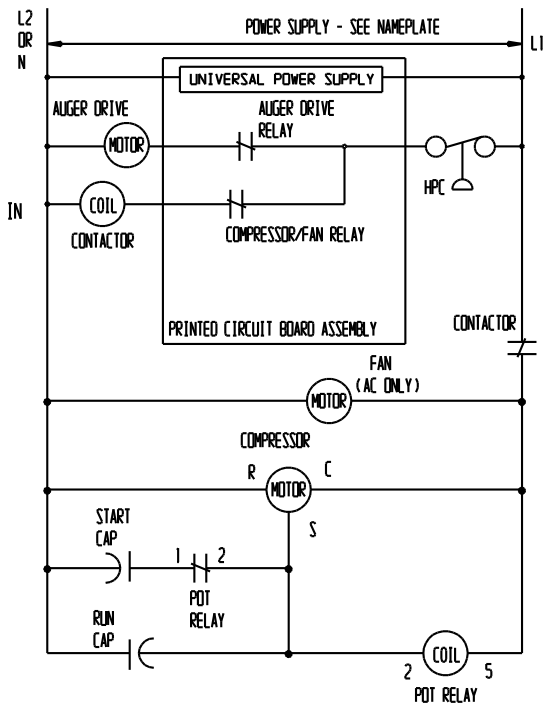 L2
OR
N
POWER SUPPLY - SEE NAMEPLATE
L1
UNIVERSAL POWER SUPPLY
AUGER DRIVE
AUGER DRIVE
RELAY
MOTOR
HPC
IN
COIL
CONTACTOR
COMPRESSOR/FAN RELAY
PRINTED CIRCUIT BOARD ASSEMBLY
CONTACTOR
FAN
(AC ONLY)
MOTOR
COMPRESSOR
R
C
MOTOR
S
START
CAP
1 2
POT
RELAY
RUN
CAP
COIL
2 5
POT RELAY